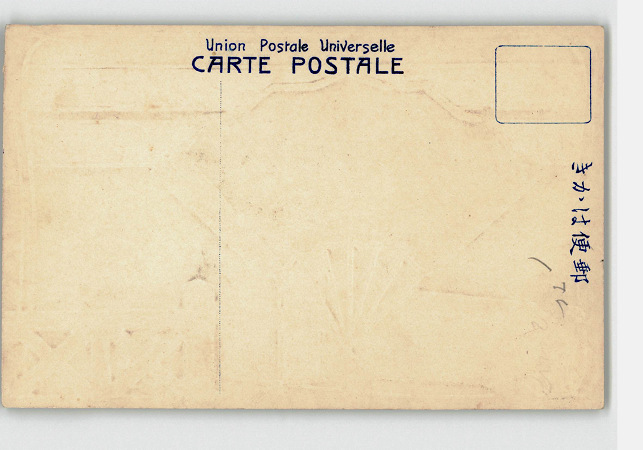 Union Postale Universelle
CARTE POSTALE
きかは便郵